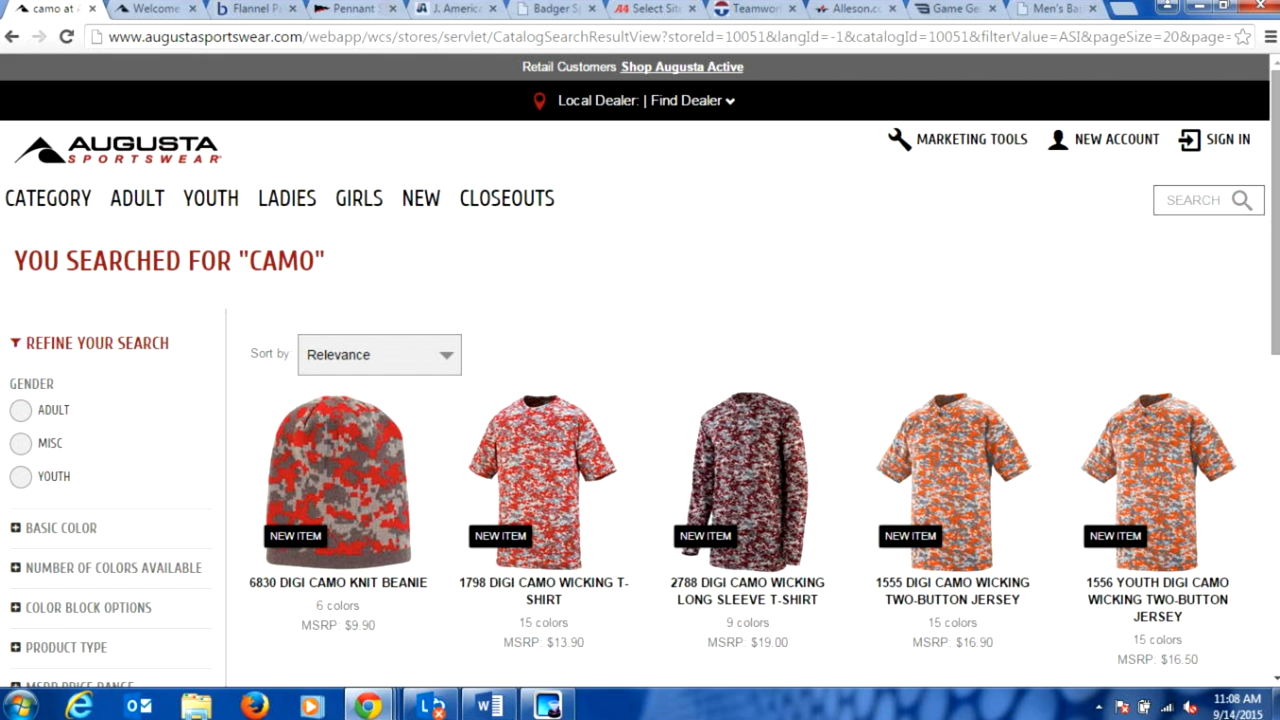 camo at
Welcome
Flannel P
Pennant
J. America
Badger Sp
Select Sit
Teamwor
Alleson.co
Game Ge
Men's Ba
www.augustasportswear.com/webapp/wcs/stores/servlet/CatalogSearchResultView?storeId=10051&langId=-1&catalogId=10051&filterValue=ASI&pageSize=20&page=
Retail Customers Shop Augusta Active
Local Dealer: | Find Dealer
AUGUSTA
SPORTSWEAR
MARKETING TOOLS
NEW ACCOUNT
SIGN IN
CATEGORY ADULT YOUTH LADIES GIRLS NEW CLOSEOUTS
SEARCH
YOU SEARCHED FOR "CAMO"
REFINE YOUR SEARCH
GENDER
ADULT
MISC
YOUTH
BASIC COLOR
NUMBER OF COLORS AVAILABLE
COLOR BLOCK OPTIONS
PRODUCT TYPE
MSRP PRICE RANGE
Sort by Relevance
NEW ITEM
6830 DIGI CAMO KNIT BEANIE
6 colors
MSRP: $9.90
NEW ITEM
1798 DIGI CAMO WICKING T-
SHIRT
15 colors
MSRP: $13.90
NEW ITEM
2788 DIGI CAMO WICKING
LONG SLEEVE T-SHIRT
9 colors
MSRP: $19.00
NEW ITEM
1555 DIGI CAMO WICKING
TWO-BUTTON JERSEY
15 colors
MSRP: $16.90
NEW ITEM
1556 YOUTH DIGI CAMO
WICKING TWO-BUTTON
JERSEY
15 colors
MSRP: $16.50
11:08 AM
9/14/2015